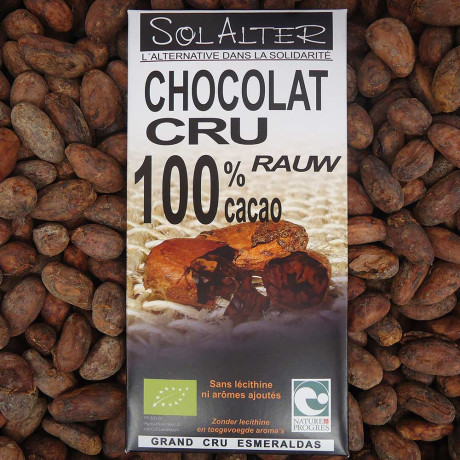 SOLALTER
L'ALTERNATIVE DANS LA SOLIDARITÉ
CHOCOLAT
CRU
RAUW
100% cacao
Sans lécithine
ni arômes ajoutés
Zonder lecithine
en toegevoegde aroma's
NATURE &
PROGRES
GRAND CRU ESMERALDAS